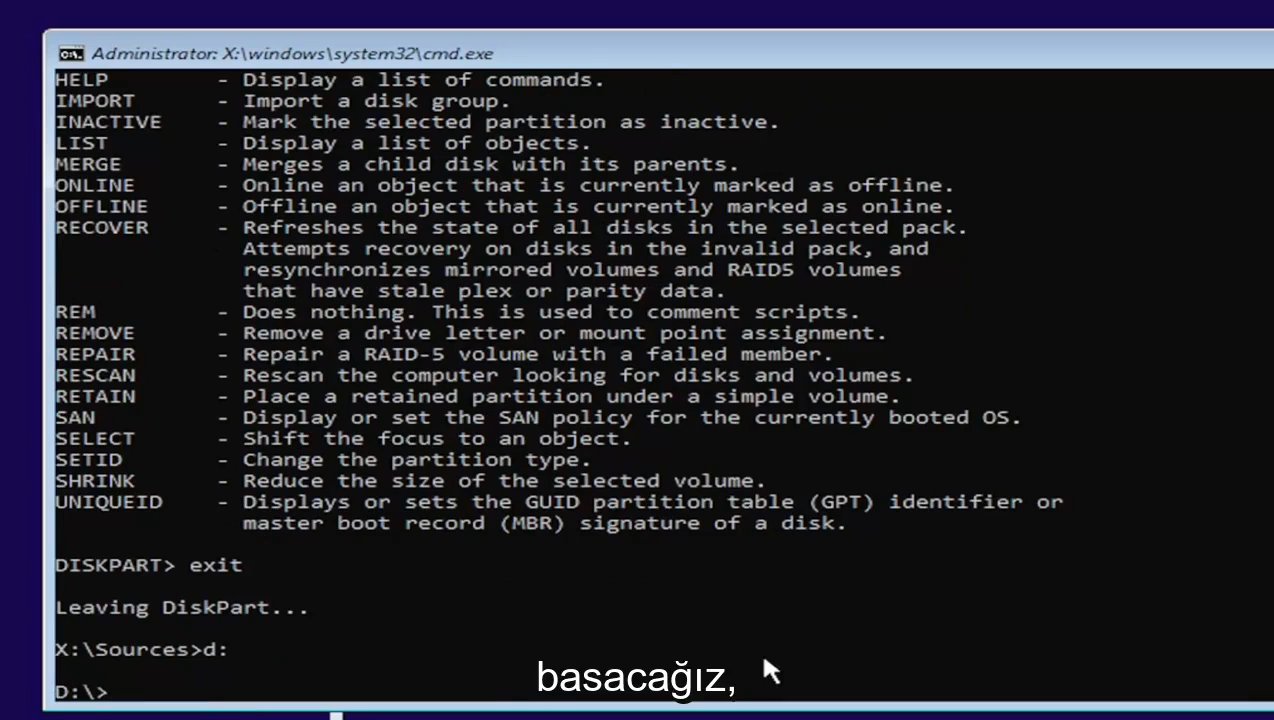 Administrator: X:\windows\system32\cmd.exe
HELP - Display a list of commands.
IMPORT - Import a disk group.
INACTIVE - Mark the selected partition as inactive.
LIST - Display a list of objects.
MERGE - Merges a child disk with its parents.
ONLINE - Online an object that is currently marked as offline.
OFFLINE - Offline an object that is currently marked as online.
RECOVER - Refreshes the state of all disks in the selected pack.
Attempts recovery on disks in the invalid pack, and
resynchronizes mirrored volumes and RAID5 volumes
that have stale plex or parity data.
REM - Does nothing. This is used to comment scripts.
REMOVE - Remove a drive letter or mount point assignment.
REPAIR - Repair a RAID-5 volume with a failed member.
RESCAN - Rescan the computer looking for disks and volumes.
RETAIN - Place a retained partition under a simple volume.
SAN - Display or set the SAN policy for the currently booted OS.
SELECT - Shift the focus to an object.
SETID - Change the partition type.
SHRINK - Reduce the size of the selected volume.
UNIQUEID - Displays or sets the GUID partition table (GPT) identifier or
master boot record (MBR) signature of a disk.
DISKPART> exit
Leaving DiskPart...
X:\Sources>d:
D:\>
basacağız,